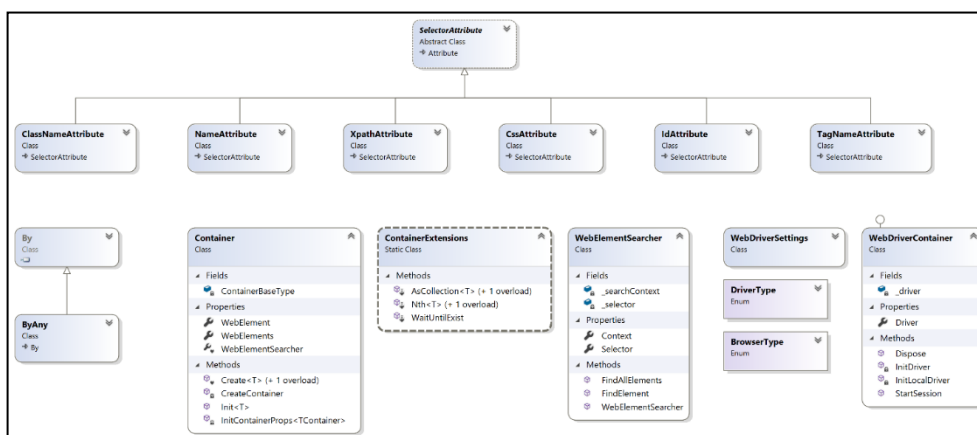 SelectorAttribute
Abstract Class
Attribute
ClassNameAttribute
Class
SelectorAttribute
NameAttribute
Class
SelectorAttribute
XpathAttribute
Class
SelectorAttribute
CssAttribute
Class
SelectorAttribute
IdAttribute
Class
SelectorAttribute
TagNameAttribute
Class
SelectorAttribute
By
Class
ByAny
Class
By
Container
Class
Fields
ContainerBaseType
Properties
WebElement
WebElements
WebElementSearcher
Methods
Create<T> (+ 1 overload)
CreateContainer
Init<T>
InitContainerProps<TContainer>
ContainerExtensions
Static Class
Methods
AsCollection<T> (+ 1 overload)
Nth<T> (+ 1 overload)
WaitUntilExist
WebElementSearcher
Class
Fields
_searchContext
_selector
Properties
Context
Selector
Methods
FindAllElements
FindElement
WebElementSearcher
WebDriverSettings
Class
DriverType
Enum
BrowserType
Enum
WebDriverContainer
Class
Fields
_driver
Properties
Driver
Methods
Dispose
InitDriver
InitLocalDriver
StartSession